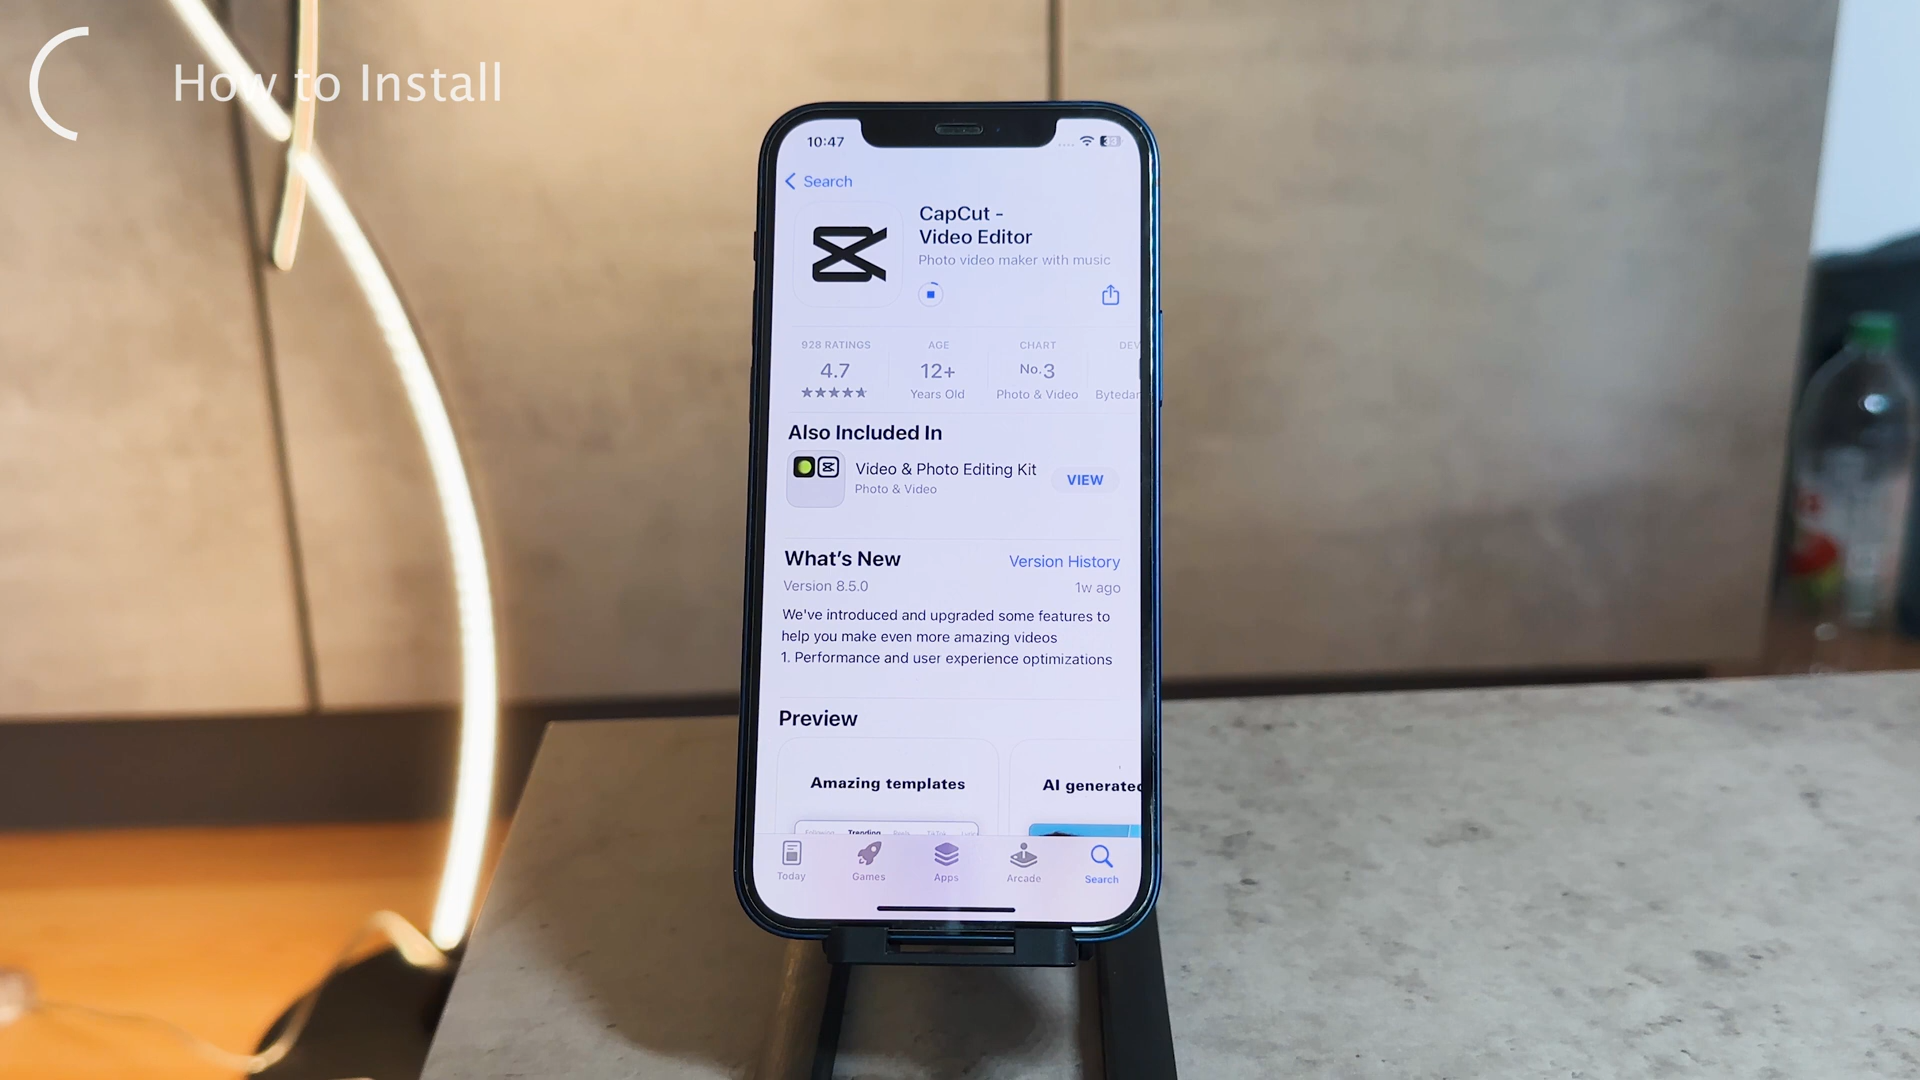 How to Install
10:47
33
Search
CapCut -
Video Editor
Photo video maker with music
928 RATINGS
AGE
CHART
DEV
4.7
12+
No.3
Years Old
Photo & Video
Bytedan
Also Included In
Video & Photo Editing Kit
Photo & Video
VIEW
What's New
Version History
Version 8.5.0
1w ago
We've introduced and upgraded some features to
help you make even more amazing videos
1. Performance and user experience optimizations
Preview
Amazing templates
AI generated
Trending
Today
Games
Apps
Arcade
Search